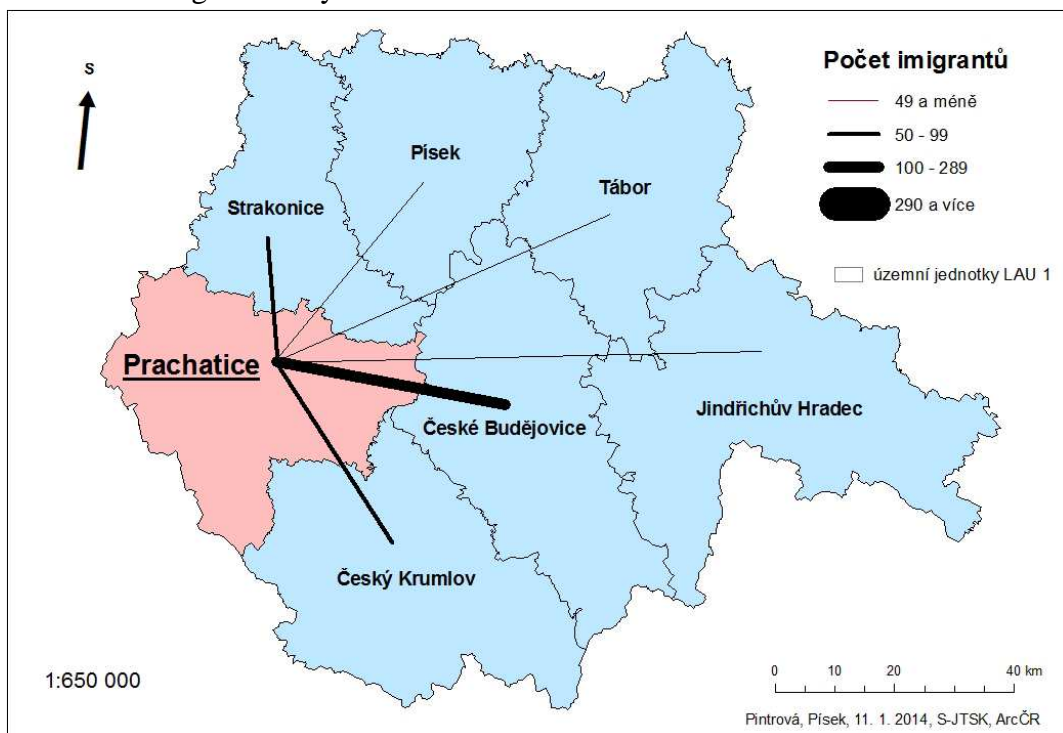 S
Počet imigrantů
49 a méně
50 - 99
100 - 289
290 a více
územní jednotky LAU 1
Písek
Tábor
Strakonice
Prachatice
Jindřichův Hradec
České Budějovice
Český Krumlov
1:650 000
0 10 20 40 km
Pintrová, Písek, 11. 1. 2014, S-JTSK, ArcČR